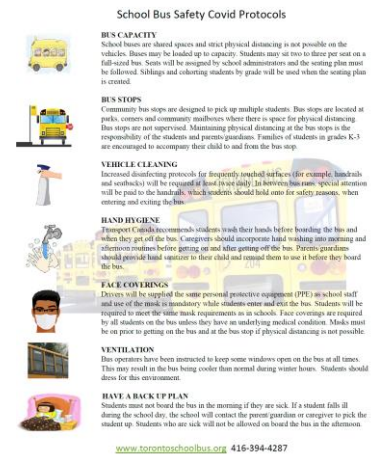 School Bus Safety Covid Protocols
BUS CAPACITY
School buses are shared spaces and strict physical distancing is not possible on the
vehicles. Buses may be loaded up to capacity. Students may sit two to three per seat on a
full-sized bus. Seats will be assigned by school administrators and the seating plan must
be followed. Siblings and cohorting students by grade will be used when the seating plan
is created.
BUS STOPS
Community bus stops are designed to pick up multiple students. Bus stops are located at
parks, corners and community mailboxes where there is space for physical distancing.
Bus stops are not supervised. Maintaining physical distancing at the bus stops is the
responsibility of the students and parents/guardians. Families of students in grades K-3
are encouraged to accompany their child to and from the bus stop.
VEHICLE CLEANING
Increased disinfecting protocols for frequently touched surfaces (for example, handrails
and seatbacks) will be required at least twice daily. In between bus runs, special attention
will be paid to the handrails, which students should hold onto for safety reasons, when
entering and exiting the bus.
HAND HYGIENE
Transport Canada recommends students wash their hands before boarding the bus and
when they get off the bus. Caregivers should incorporate hand washing into morning and
afternoon routines before getting on and after getting off the bus. Parents/guardians
should provide hand sanitizer to their child and remind them to use it before they board
the bus.
FACE COVERINGS
Drivers will be supplied the same personal protective equipment (PPE) as school staff
and use of the mask is mandatory while students enter and exit the bus. Students will be
required to meet the same mask requirements as in schools. Face coverings are required
by all students on the bus unless they have an underlying medical condition. Masks must
be on prior to getting on the bus and at the bus stop if physical distancing is not possible.
VENTILATION
Bus operators have been instructed to keep some windows open on the bus at all times.
This may result in the bus being cooler than normal during winter hours. Students should
dress for this environment.
HAVE A BACK UP PLAN
Students must not board the bus in the morning if they are sick. If a student falls ill
during the school day, the school will contact the parent/guardian or caregiver to pick the
student up. Students who are sick will not be allowed on board the bus in the afternoon.
www.torontoschoolbus.org 416-394-4287